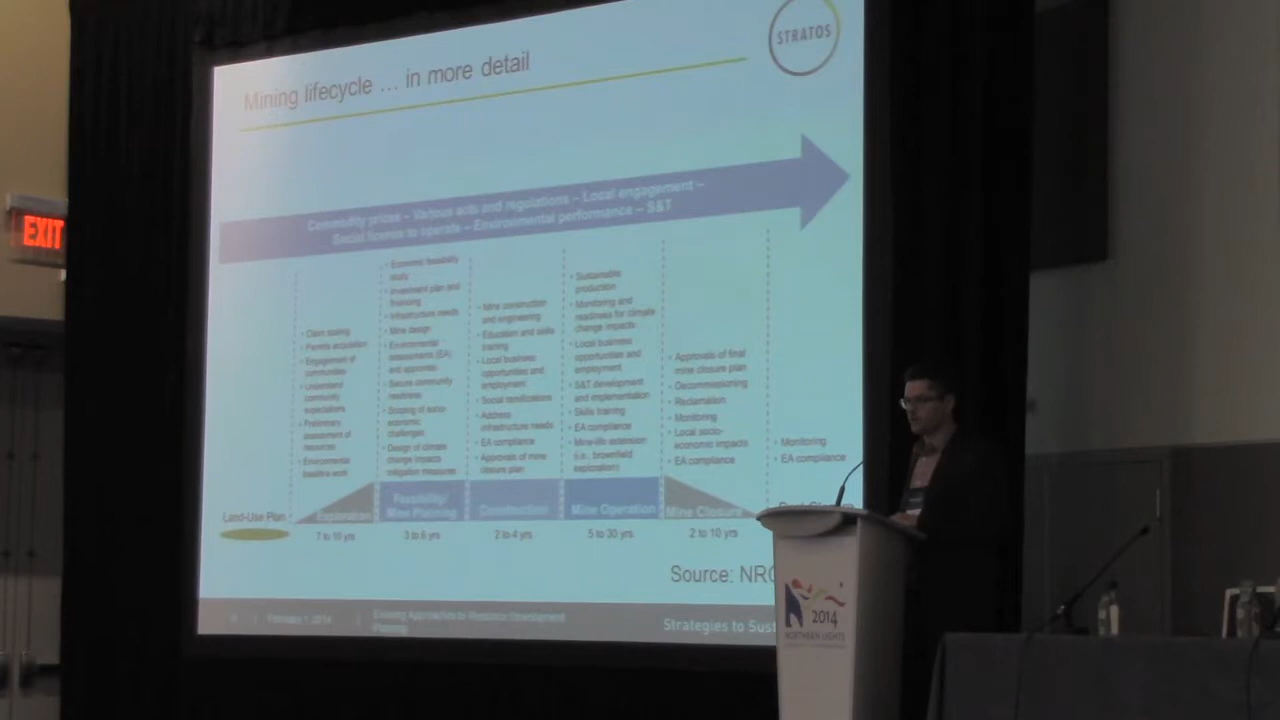 STRATOS
Mining lifecycle ... in more detail
EXIT
Commodity prices – Various acts and regulations – Local engagement –
Social licence to operate – Environmental performance – S&T
• Claim staking
• Permits acquisition
• Engagement of
communities
• Understand
community
expectations
• Preliminary
assessment of
resources
• Environmental
baseline work
• Economic feasibility
study
• Investment plan and
financing
• Infrastructure needs
• Mine design
• Environmental
assessments (EA)
and approvals
• Secure community
readiness
• Scoping of socio-
economic
challenges
• Design of climate
change impacts
mitigation measures
• Mine construction
and engineering
• Education and skills
training
• Local business
opportunities and
employment
• Social ramifications
• Address
infrastructure needs
• EA compliance
• Approvals of mine
closure plan
• Sustainable
production
• Monitoring and
readiness for climate
change impacts
• Local business
opportunities and
employment
• S&T development
and implementation
• Skills training
• EA compliance
• Mine-life extension
(i.e., brownfield
exploration)
• Approvals of final
mine closure plan
• Decommissioning
• Reclamation
• Monitoring
• Local socio-
economic impacts
• EA compliance
• Monitoring
• EA compliance
Land-Use Plan
Exploration
Feasibility/
Mine Planning
Construction
Mine Operation
Mine Closure
7 to 10 yrs
3 to 6 yrs
2 to 4 yrs
5 to 30 yrs
2 to 10 yrs
Source: NRC
February 1, 2014
Evolving Approaches to Resource Development
Planning
Strategies to Sust
2014
NORTHERN LIGHTS